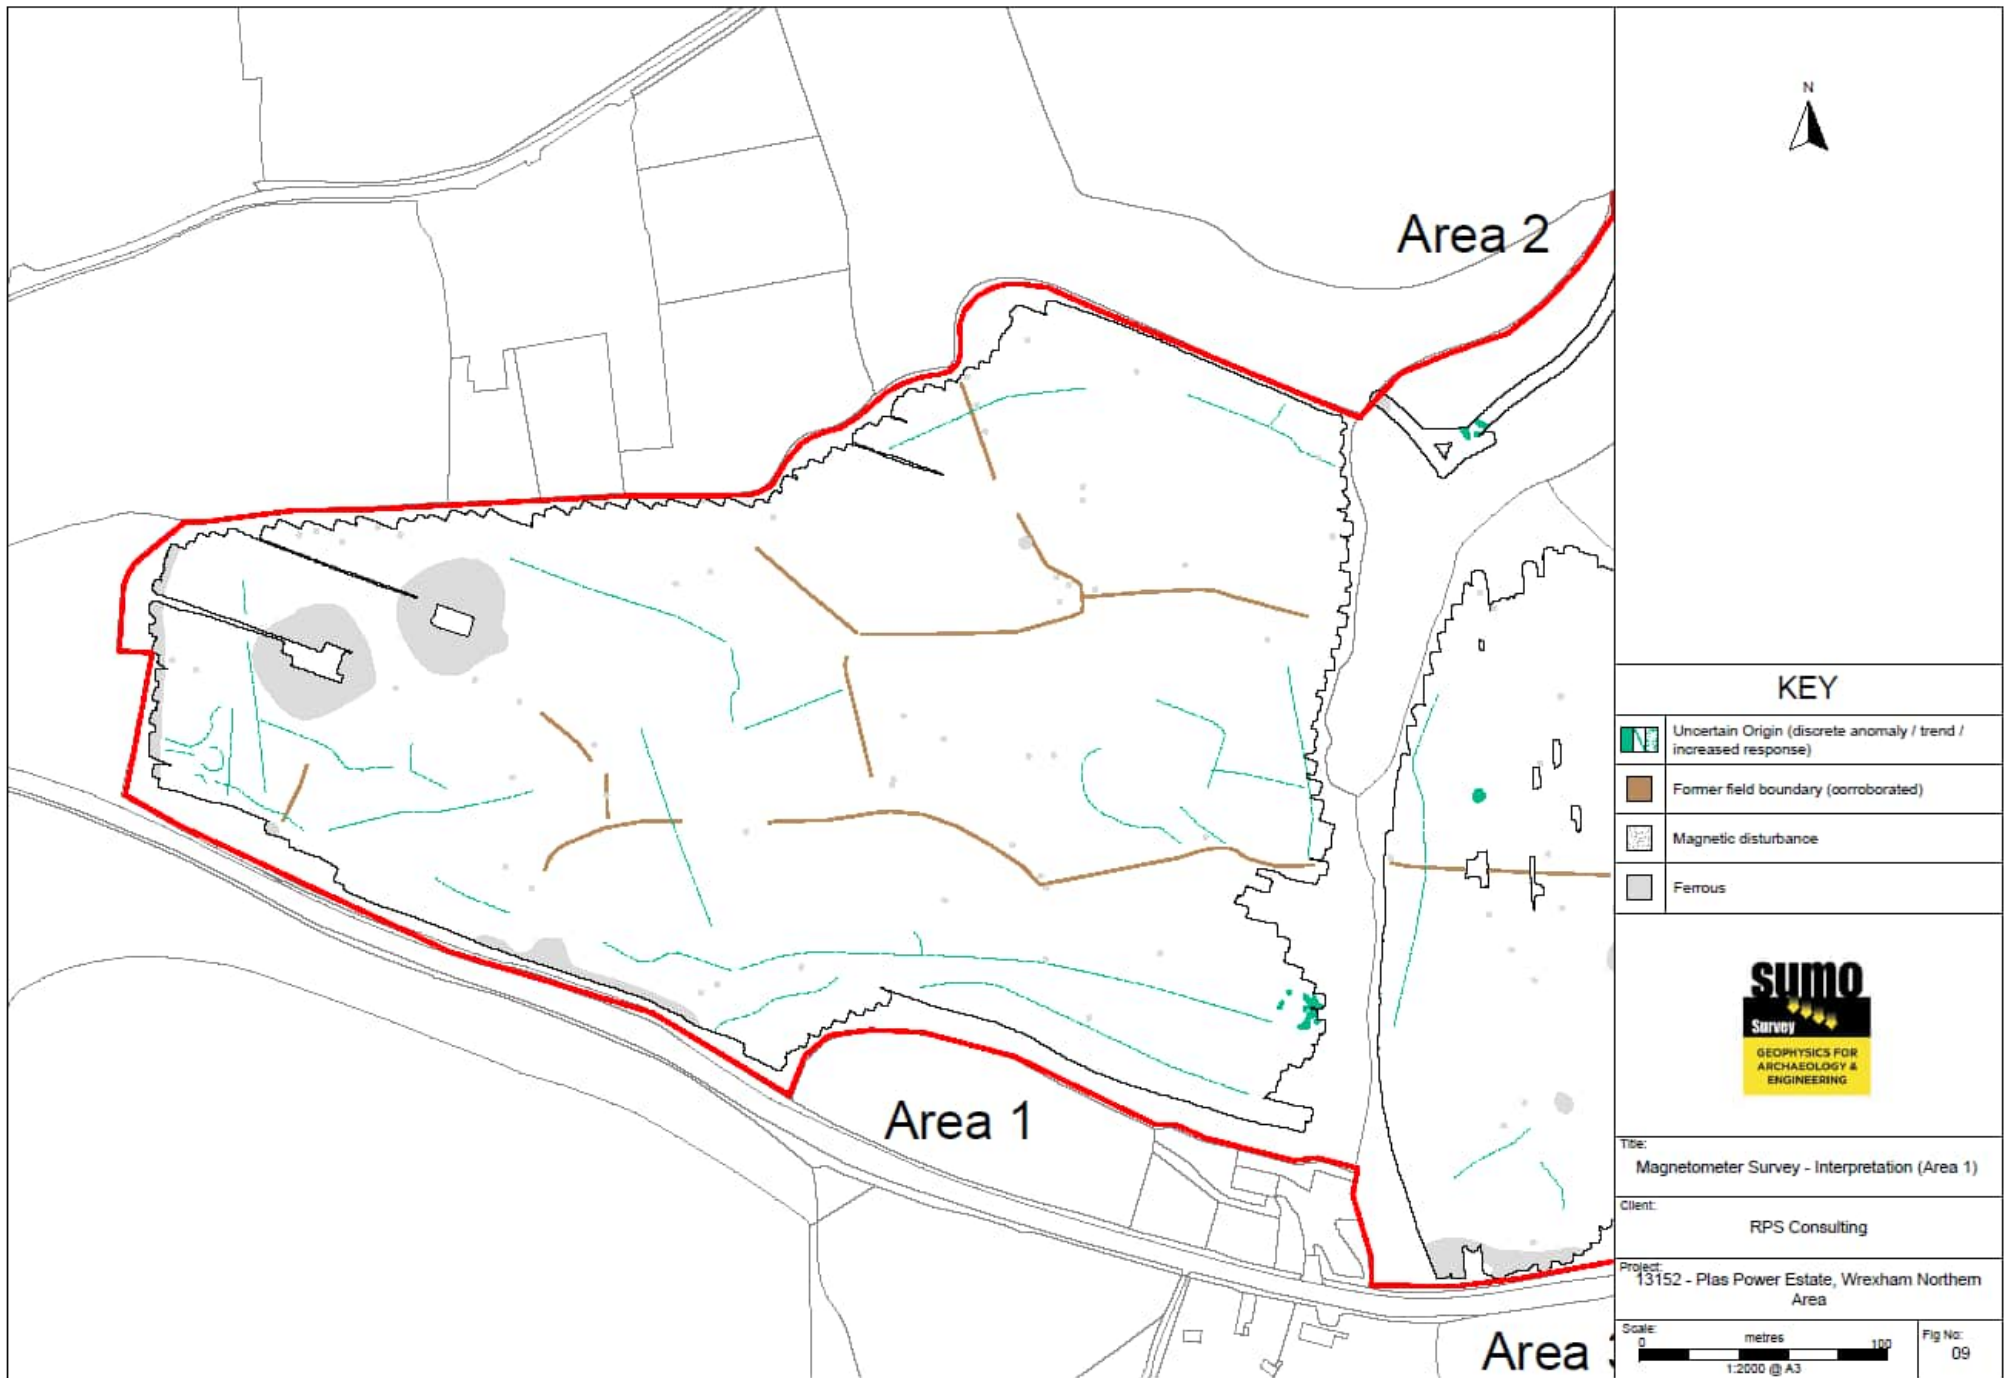 Area 2
Area 1
Area
N
KEY
Uncertain Origin (discrete anomaly / trend /
increased response)
Former field boundary (corroborated)
Magnetic disturbance
Ferrous
sumo
Survey
GEOPHYSICS FOR
ARCHAEOLOGY &
ENGINEERING
Title:
Magnetometer Survey - Interpretation (Area 1)
Client:
RPS Consulting
Project:
13152 - Plas Power Estate, Wrexham Northern
Area
Scale:
0 metres 100
1:2000 @ A3
Fig No:
09